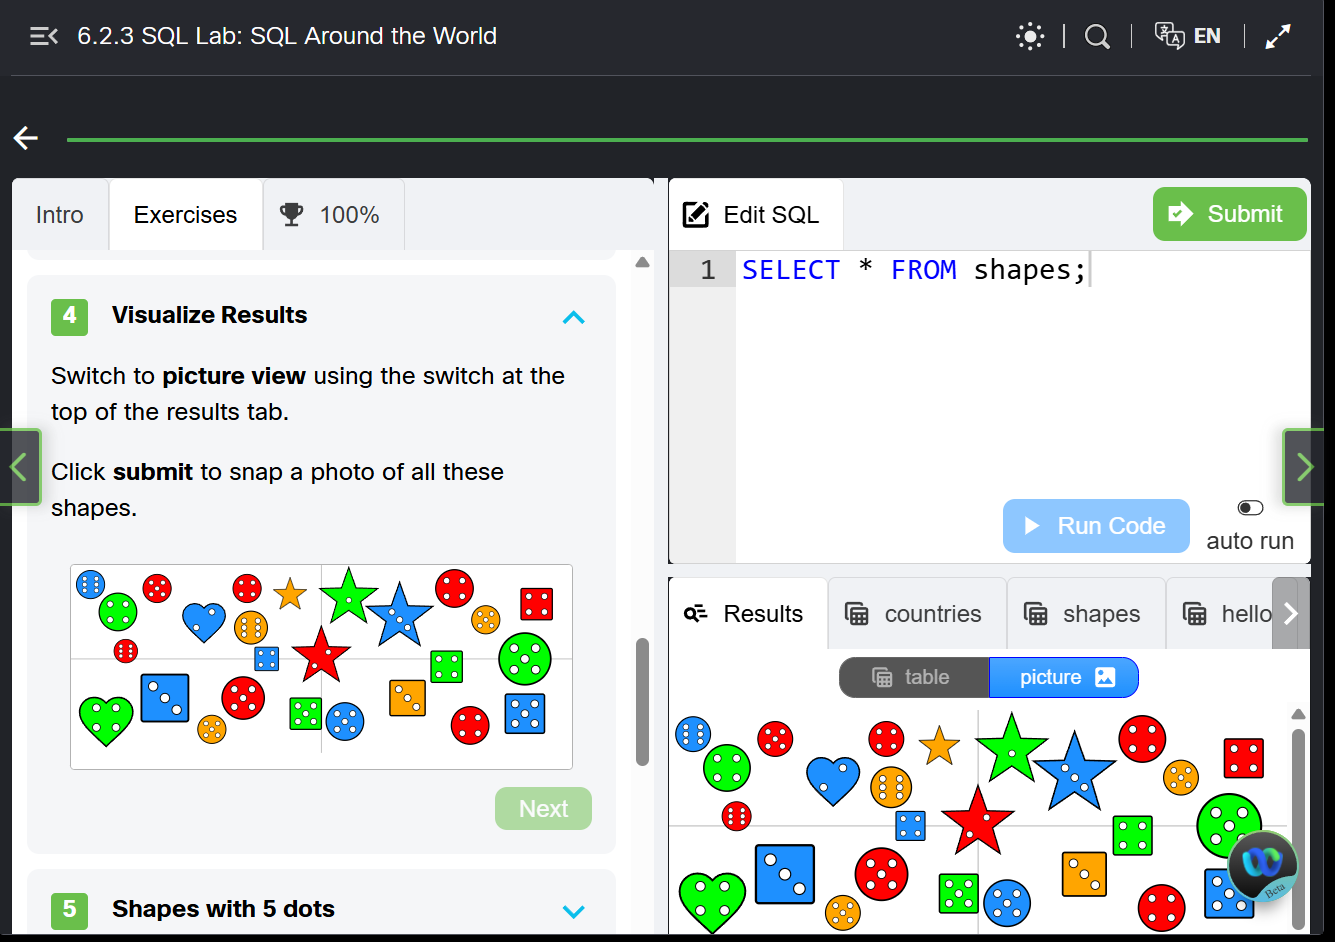 6.2.3 SQL Lab: SQL Around the World
EN
Intro
Exercises
100%
4 Visualize Results
Switch to picture view using the switch at the
top of the results tab.
Click submit to snap a photo of all these
shapes.
Next
5 Shapes with 5 dots
Edit SQL
Submit
1 SELECT * FROM shapes;
Run Code
auto run
Results
countries
shapes
hello
table
picture
Beta